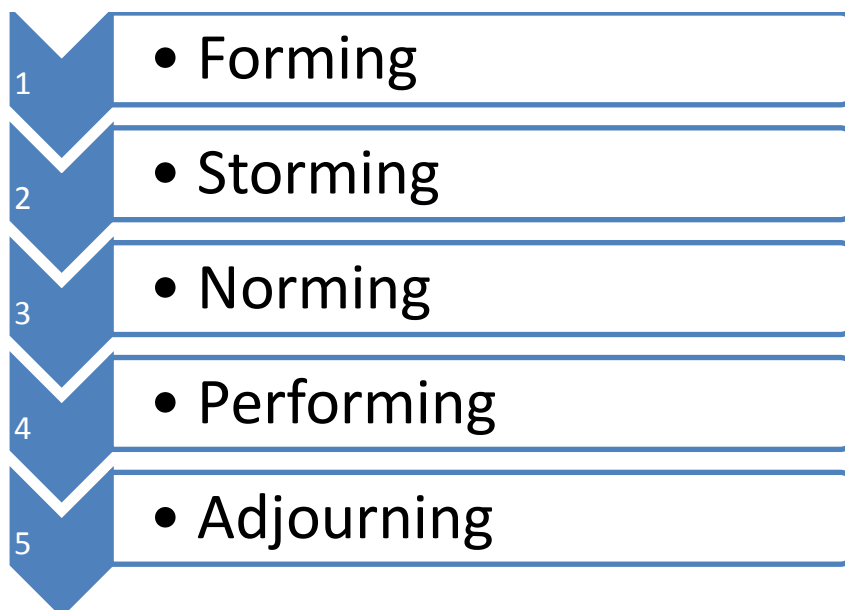 1 • Forming
2 • Storming
3 • Norming
4 • Performing
5 • Adjourning